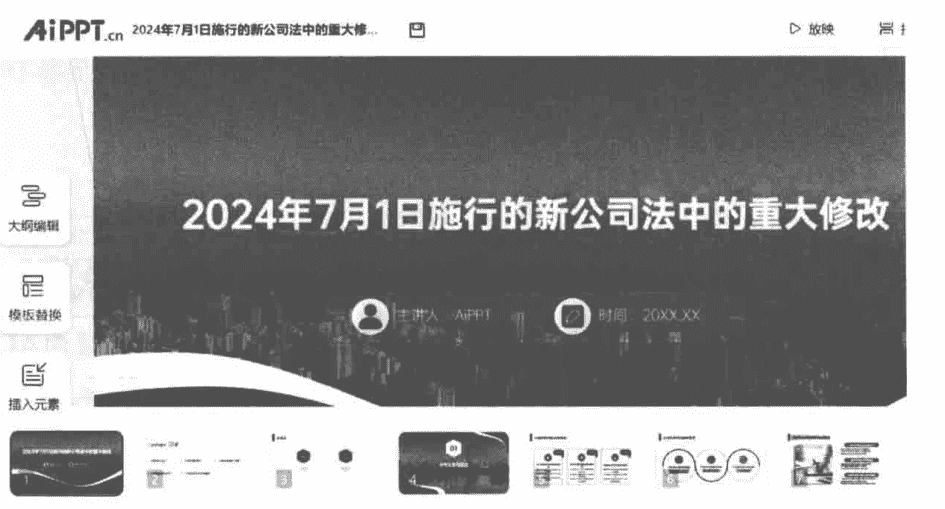 AiPPT.cn 2024年7月1日施行的新公司法中的重大修...
放映
2024年7月1日施行的新公司法中的重大修改
大纲编辑
主讲人 AiPPT 时间：20XX.XX
模板替换
插入元素
1 2 3 4 5 6 7